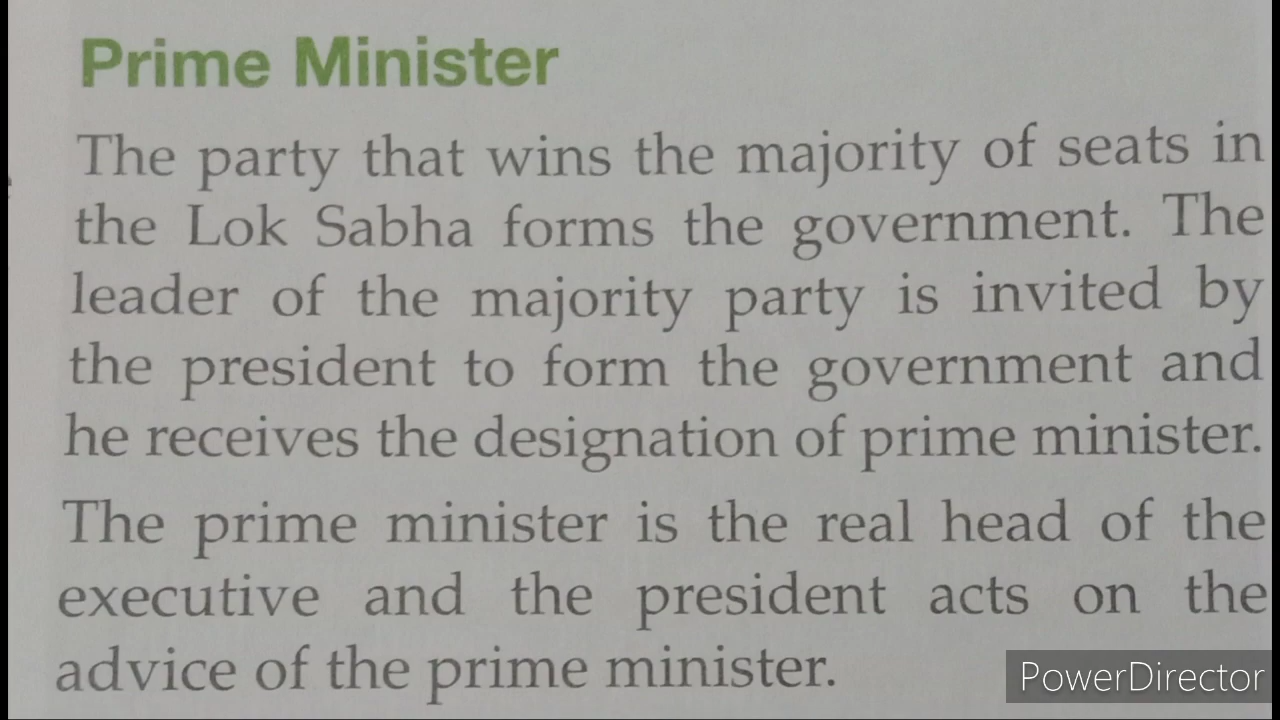 Prime Minister
The party that wins the majority of seats in
the Lok Sabha forms the government. The
leader of the majority party is invited by
the president to form the government and
he receives the designation of prime minister.
The prime minister is the real head of the
executive and the president acts on the
advice of the prime minister.
PowerDirector